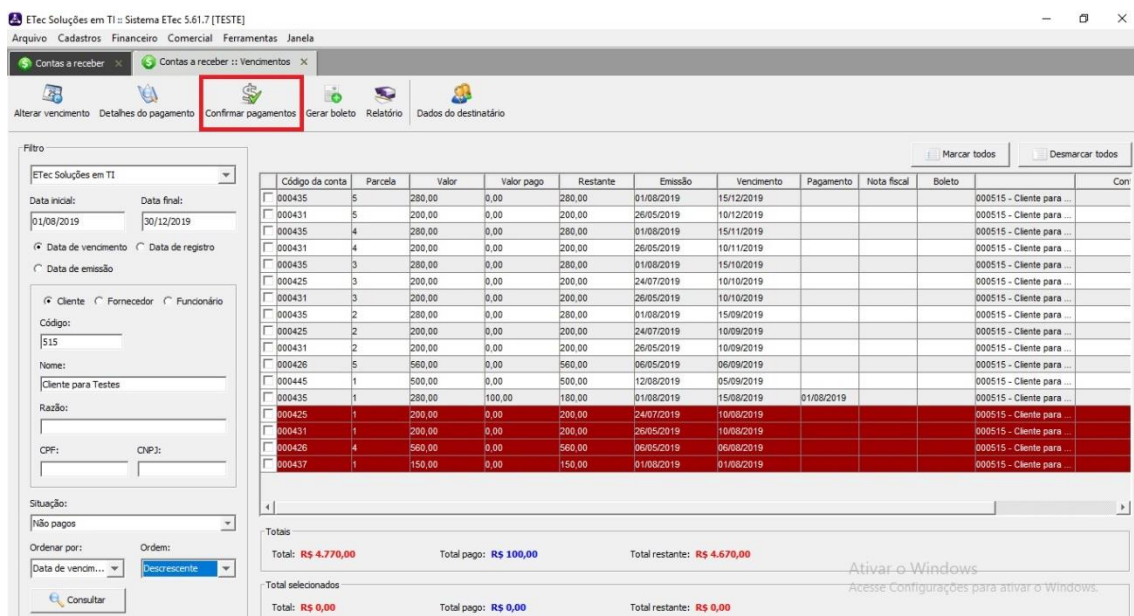 ETec Soluções em TI :: Sistema ETec 5.61.7 [TESTE]
Arquivo Cadastros Financeiro Comercial Ferramentas Janela
Contas a receber Contas a receber :: Vencimentos
Alterar vencimento Detalhes do pagamento Confirmar pagamentos Gerar boleto Relatório Dados do destinatário
Filtro
Marcar todos Desmarcar todos
ETec Soluções em TI
Data inicial: Data final:
01/08/2019 30/12/2019
Data de vencimento Data de registro
Data de emissão
Cliente Fornecedor Funcionário
Código:
515
Nome:
Cliente para Testes
Razão:
CPF: CNPJ:
Situação:
Não pagos
Ordenar por: Ordem:
Data de vencim... Descrescente
Consultar
Código da conta Parcela Valor Valor pago Restante Emissão Vencimento Pagamento Nota fiscal Boleto Con
000435 5 280,00 0,00 280,00 01/08/2019 15/12/2019 000515 - Cliente para ...
000431 5 200,00 0,00 200,00 26/05/2019 10/12/2019 000515 - Cliente para ...
000435 4 280,00 0,00 280,00 01/08/2019 15/11/2019 000515 - Cliente para ...
000431 4 200,00 0,00 200,00 26/05/2019 10/11/2019 000515 - Cliente para ...
000435 3 280,00 0,00 280,00 01/08/2019 15/10/2019 000515 - Cliente para ...
000425 3 200,00 0,00 200,00 24/07/2019 10/10/2019 000515 - Cliente para ...
000431 3 200,00 0,00 200,00 26/05/2019 10/10/2019 000515 - Cliente para ...
000435 2 280,00 0,00 280,00 01/08/2019 15/09/2019 000515 - Cliente para ...
000425 2 200,00 0,00 200,00 24/07/2019 10/09/2019 000515 - Cliente para ...
000431 2 200,00 0,00 200,00 26/05/2019 10/09/2019 000515 - Cliente para ...
000426 5 560,00 0,00 560,00 06/05/2019 06/09/2019 000515 - Cliente para ...
000445 1 500,00 0,00 500,00 12/08/2019 05/09/2019 000515 - Cliente para ...
000435 1 280,00 100,00 180,00 01/08/2019 15/08/2019 01/08/2019 000515 - Cliente para ...
000425 1 200,00 0,00 200,00 24/07/2019 10/08/2019 000515 - Cliente para ...
000431 1 200,00 0,00 200,00 26/05/2019 10/08/2019 000515 - Cliente para ...
000426 4 560,00 0,00 560,00 06/05/2019 06/08/2019 000515 - Cliente para ...
000437 1 150,00 0,00 150,00 01/08/2019 01/08/2019 000515 - Cliente para ...
Totais
Total: R$ 4.770,00 Total pago: R$ 100,00 Total restante: R$ 4.670,00
Ativar o Windows
Acesse Configurações para ativar o Windows.
Total selecionados
Total: R$ 0,00 Total pago: R$ 0,00 Total restante: R$ 0,00